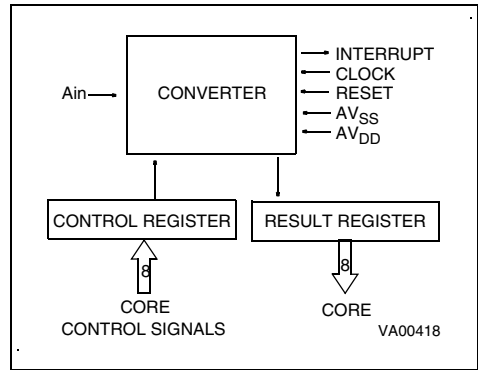 INTERRUPT
CLOCK
Ain
CONVERTER
RESET
AVSS
AVDD
CONTROL REGISTER
RESULT REGISTER
8
8
CORE
CONTROL SIGNALS
CORE
VA00418